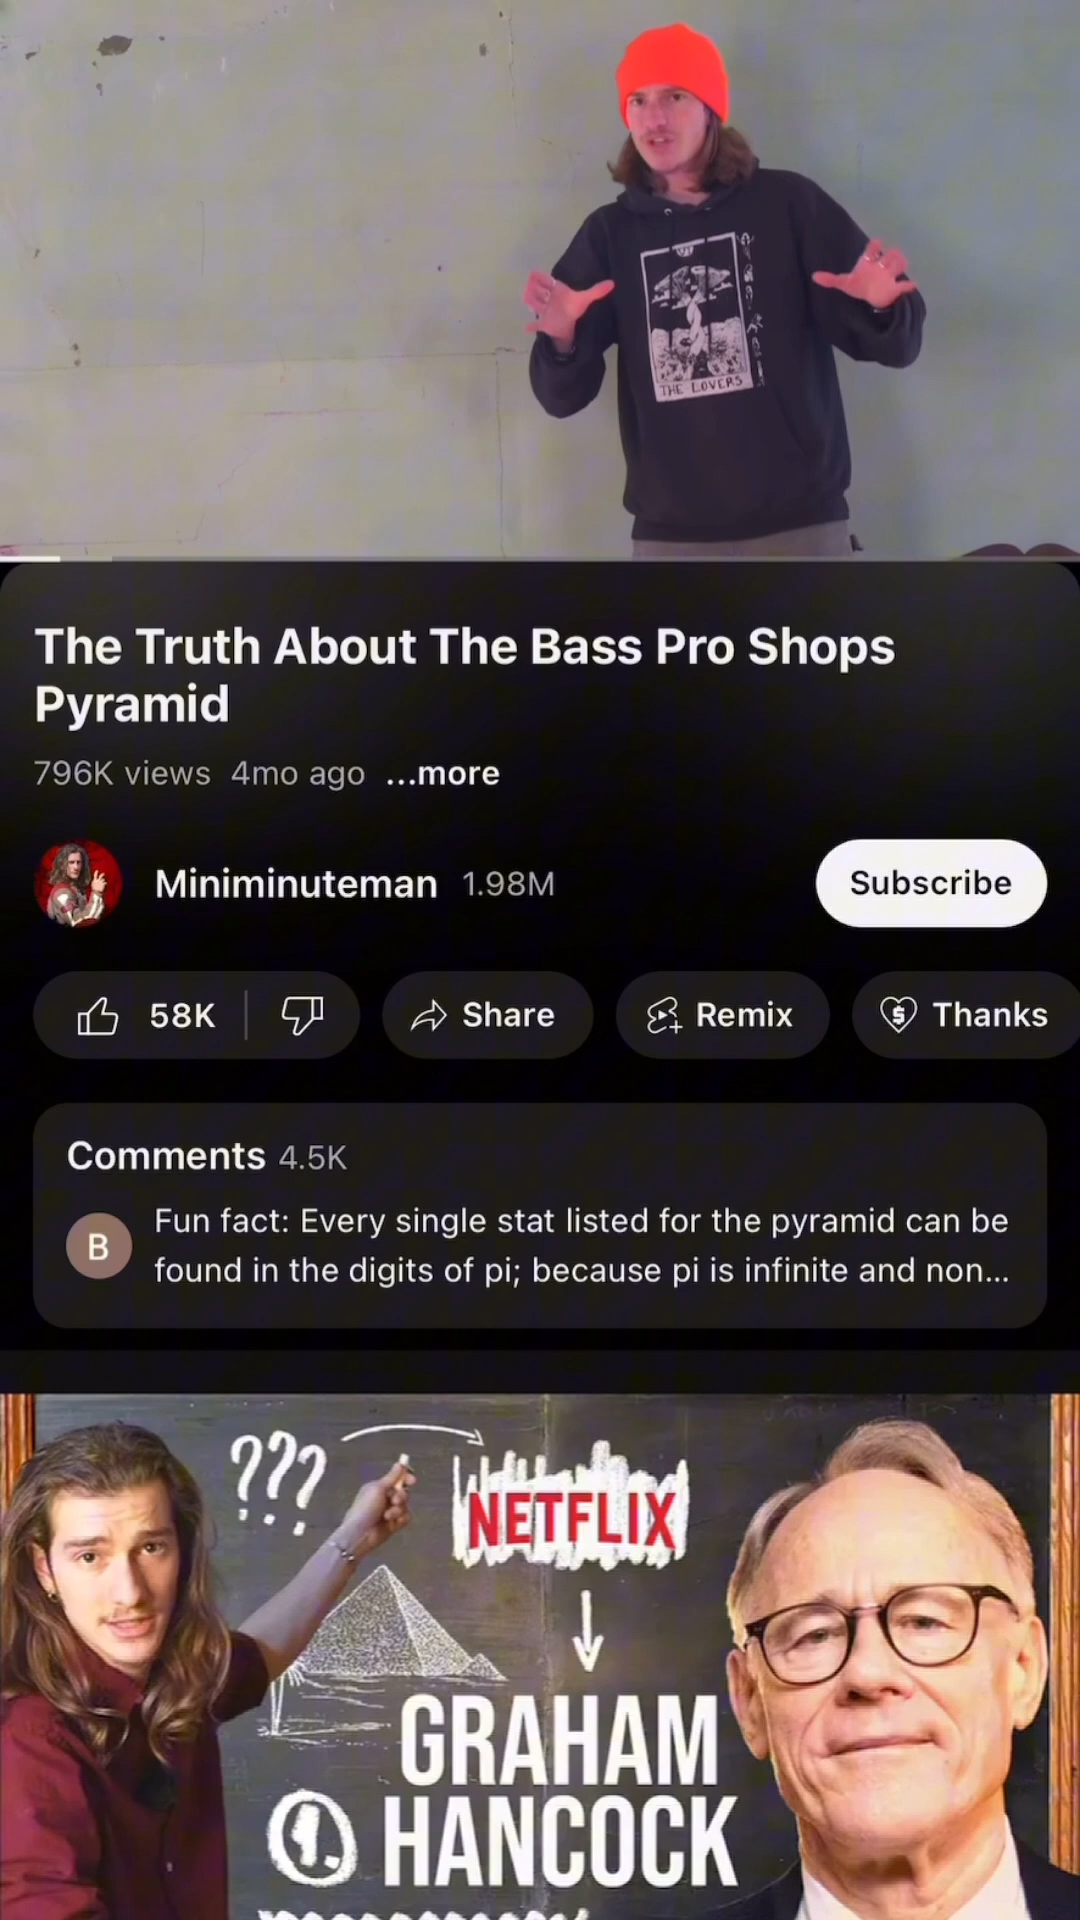 THE LOVERS
The Truth About The Bass Pro Shops
Pyramid
796K views 4mo ago ...more
Miniminuteman 1.98M
Subscribe
58K
Share
Remix
Thanks
Comments 4.5K
B
Fun fact: Every single stat listed for the pyramid can be
found in the digits of pi; because pi is infinite and non...
???
NETFLIX
GRAHAM
1. HANCOCK